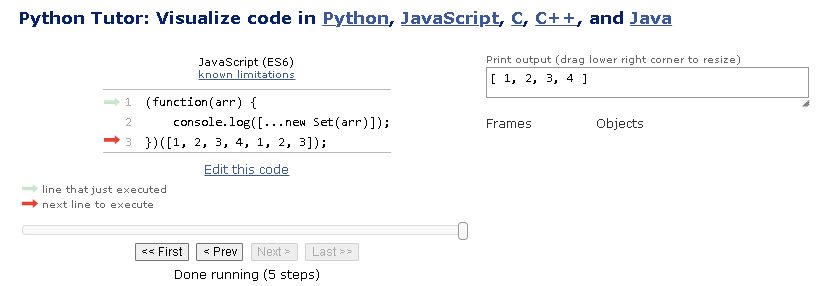 Python Tutor: Visualize code in Python, JavaScript, C, C++, and Java
JavaScript (ES6)
known limitations
1 (function(arr) {
2     console.log([...new Set(arr)]);
3 })([1, 2, 3, 4, 1, 2, 3]);
Edit this code
line that just executed
next line to execute
<< First < Prev Next > Last >>
Done running (5 steps)
Print output (drag lower right corner to resize)
[ 1, 2, 3, 4 ]
Frames Objects